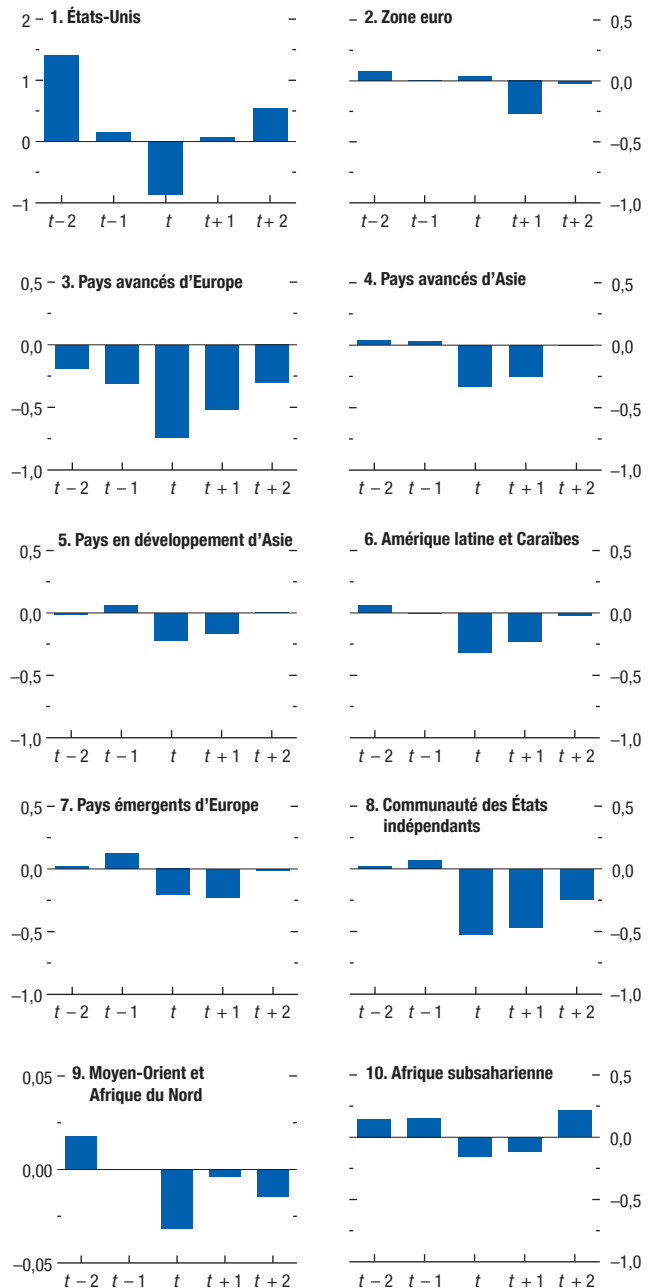 1. États-Unis
2
1
0
–1
t–2 t–1 t t+1 t+2
2. Zone euro
0,5
0,0
–0,5
–1,0
t–2 t–1 t t+1 t+2
3. Pays avancés d’Europe
0,5
0,0
–0,5
–1,0
t – 2 t – 1 t t + 1 t + 2
4. Pays avancés d’Asie
0,5
0,0
–0,5
–1,0
t – 2 t – 1 t t + 1 t + 2
5. Pays en développement d’Asie
0,5
0,0
–0,5
–1,0
t – 2 t – 1 t t + 1 t + 2
6. Amérique latine et Caraïbes
0,5
0,0
–0,5
–1,0
t – 2 t – 1 t t + 1 t + 2
7. Pays émergents d’Europe
0,5
0,0
–0,5
–1,0
t – 2 t – 1 t t + 1 t + 2
8. Communauté des États
indépendants
0,5
0,0
–0,5
–1,0
t – 2 t – 1 t t + 1 t + 2
9. Moyen-Orient et
Afrique du Nord
0,05
0,00
–0,05
t – 2 t – 1 t t + 1 t + 2
10. Afrique subsaharienne
0,5
0,0
–0,5
–1,0
t – 2 t – 1 t t + 1 t + 2